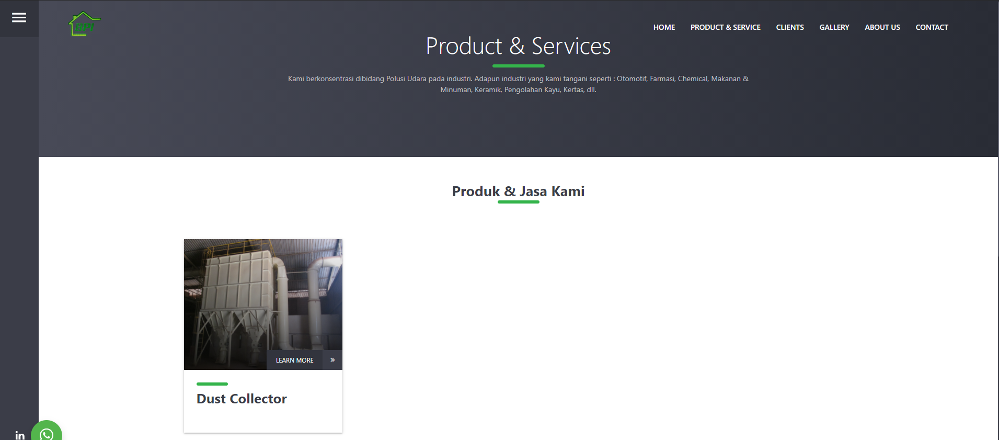 BPI
HOME PRODUCT & SERVICE CLIENTS GALLERY ABOUT US CONTACT
Product & Services
Kami berkonsentrasi dibidang Polusi Udara pada industri. Adapun industri yang kami tangani seperti : Otomotif, Farmasi, Chemical, Makanan &
Minuman, Keramik, Pengolahan Kayu, Kertas, dll.
Produk & Jasa Kami
LEARN MORE »
Dust Collector
in